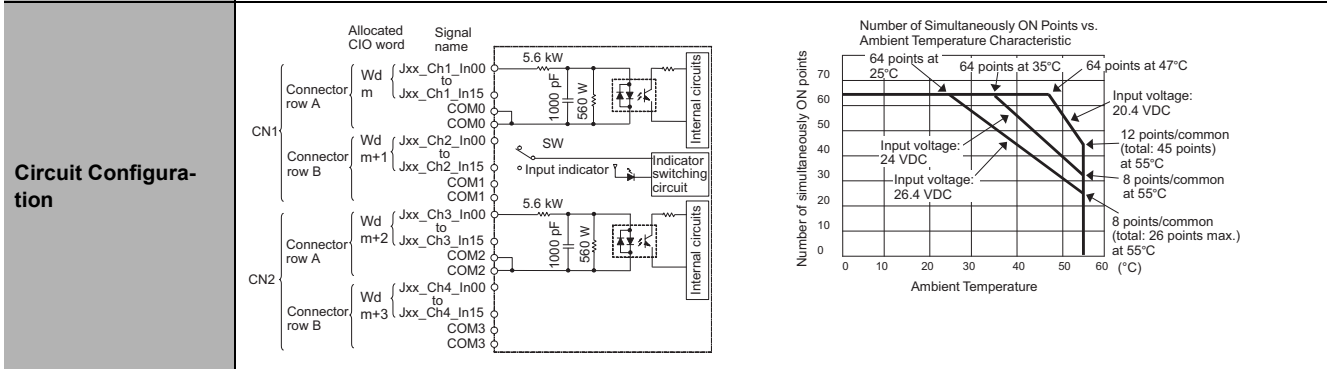 Circuit Configura-
tion
Allocated
CIO word
Signal
name
CN1
Connector
row A
Wd
m
Jxx_Ch1_In00
to
Jxx_Ch1_In15
COM0
COM0
Connector
row B
Wd
m+1
Jxx_Ch2_In00
to
Jxx_Ch2_In15
COM1
COM1
CN2
Connector
row A
Wd
m+2
Jxx_Ch3_In00
to
Jxx_Ch3_In15
COM2
COM2
Connector
row B
Wd
m+3
Jxx_Ch4_In00
to
Jxx_Ch4_In15
COM3
COM3
5.6 kW
1000 pF
560 W
Internal circuits
SW
Input indicator
Indicator
switching
circuit
5.6 kW
1000 pF
560 W
Internal circuits
Number of Simultaneously ON Points vs.
Ambient Temperature Characteristic
Number of simultaneously ON points
64 points at
25°C
64 points at 35°C
64 points at 47°C
70
60
50
40
30
20
10
0
Input voltage:
20.4 VDC
Input voltage:
24 VDC
Input voltage:
26.4 VDC
12 points/common
(total: 45 points)
at 55°C
8 points/common
at 55°C
8 points/common
(total: 26 points max.)
at 55°C
0 10 20 30 40 50 60 (°C)
Ambient Temperature